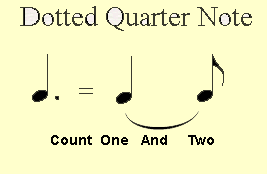 Dotted Quarter Note
=
Count One And Two